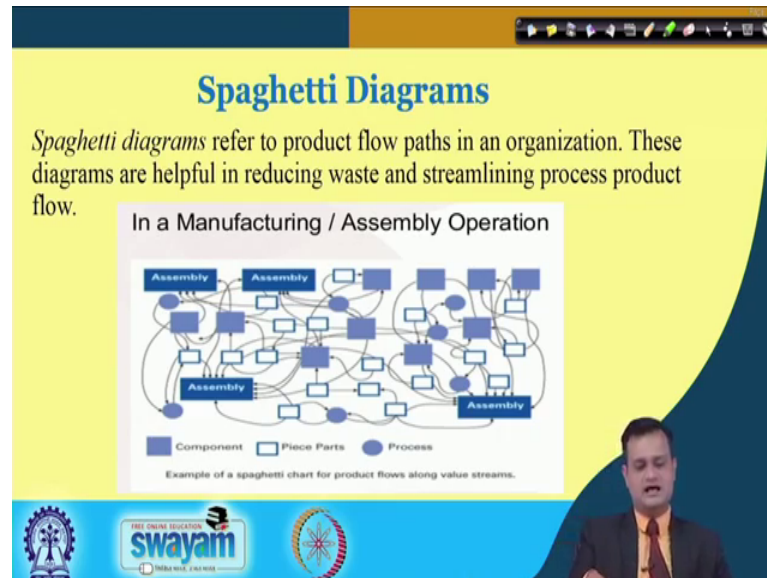 Spaghetti Diagrams
Spaghetti diagrams refer to product flow paths in an organization. These
diagrams are helpful in reducing waste and streamlining process product
flow.
In a Manufacturing / Assembly Operation
Assembly
Assembly
Assembly
Assembly
Component
Piece Parts
Process
Example of a spaghetti chart for product flows along value streams.
FREE ONLINE EDUCATION
swayam